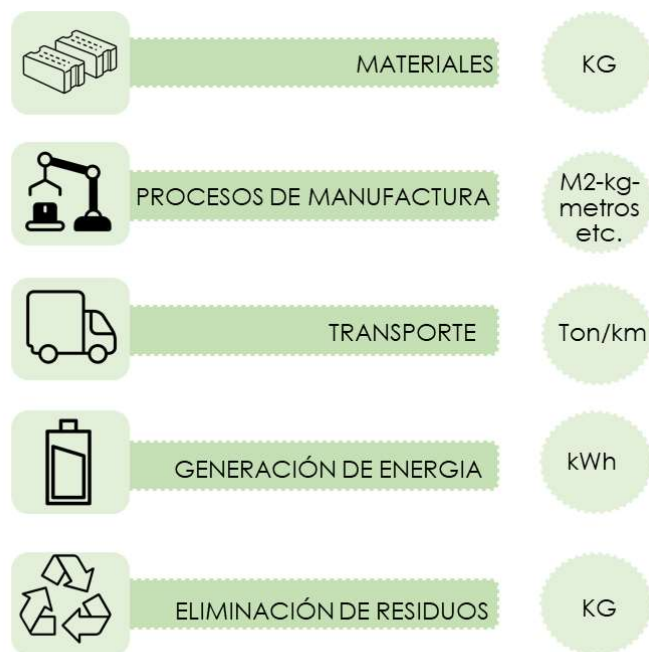 MATERIALES
KG
PROCESOS DE MANUFACTURA
M2-kg-
metros
etc.
TRANSPORTE
Ton/km
GENERACIÓN DE ENERGIA
kWh
ELIMINACIÓN DE RESIDUOS
KG